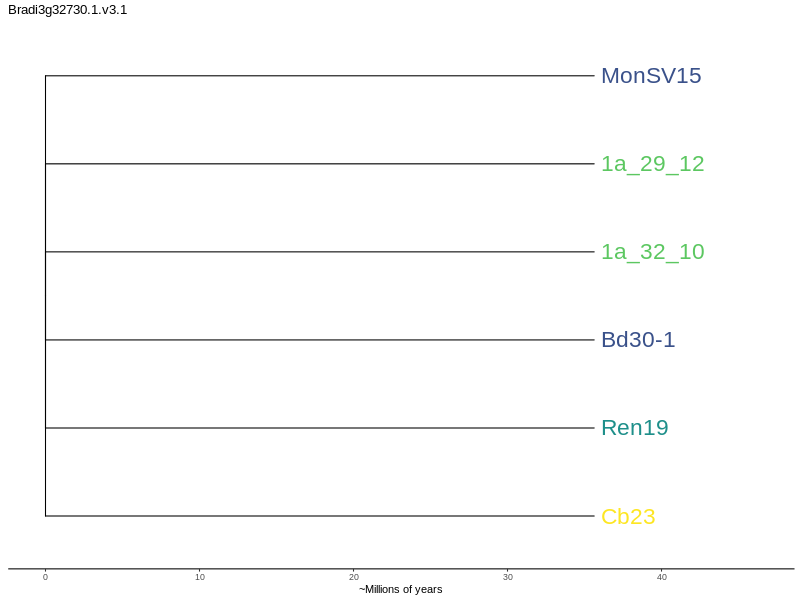 Bradi3g32730.1.v3.1
MonSV15
1a_29_12
1a_32_10
Bd30-1
Ren19
Cb23
0 10 20 30 40
~Millions of years